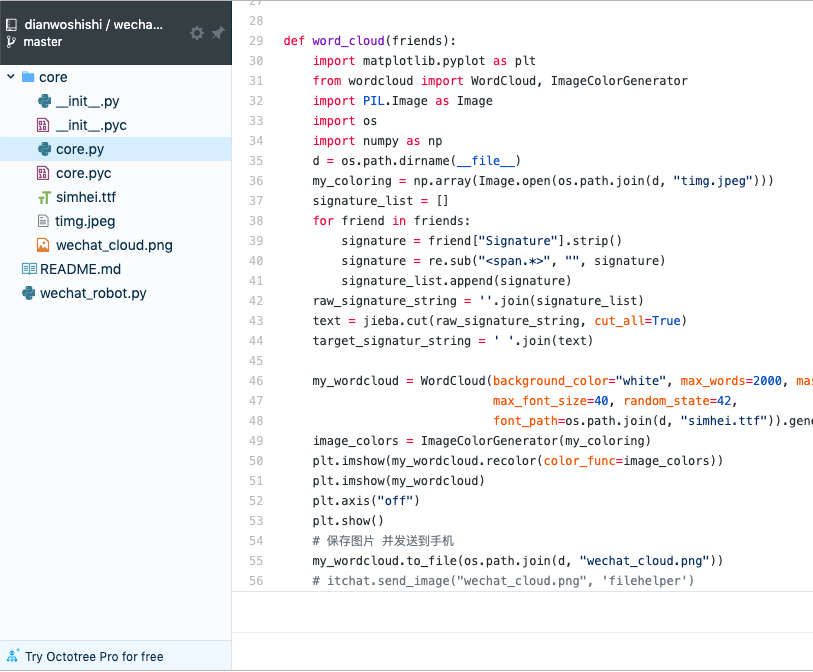 dianwoshishi / wecha...
master
core
__init__.py
__init__.pyc
core.py
core.pyc
simhei.ttf
timg.jpeg
wechat_cloud.png
README.md
wechat_robot.py
Try Octotree Pro for free
27
28
29 def word_cloud(friends):
30     import matplotlib.pyplot as plt
31     from wordcloud import WordCloud, ImageColorGenerator
32     import PIL.Image as Image
33     import os
34     import numpy as np
35     d = os.path.dirname(__file__)
36     my_coloring = np.array(Image.open(os.path.join(d, "timg.jpeg")))
37     signature_list = []
38     for friend in friends:
39         signature = friend["Signature"].strip()
40         signature = re.sub("<span.*>", "", signature)
41         signature_list.append(signature)
42     raw_signature_string = ''.join(signature_list)
43     text = jieba.cut(raw_signature_string, cut_all=True)
44     target_signatur_string = ' '.join(text)
45
46     my_wordcloud = WordCloud(background_color="white", max_words=2000, mas
47                              max_font_size=40, random_state=42,
48                              font_path=os.path.join(d, "simhei.ttf")).gene
49     image_colors = ImageColorGenerator(my_coloring)
50     plt.imshow(my_wordcloud.recolor(color_func=image_colors))
51     plt.imshow(my_wordcloud)
52     plt.axis("off")
53     plt.show()
54     # 保存图片 并发送到手机
55     my_wordcloud.to_file(os.path.join(d, "wechat_cloud.png"))
56     # itchat.send_image("wechat_cloud.png", 'filehelper')